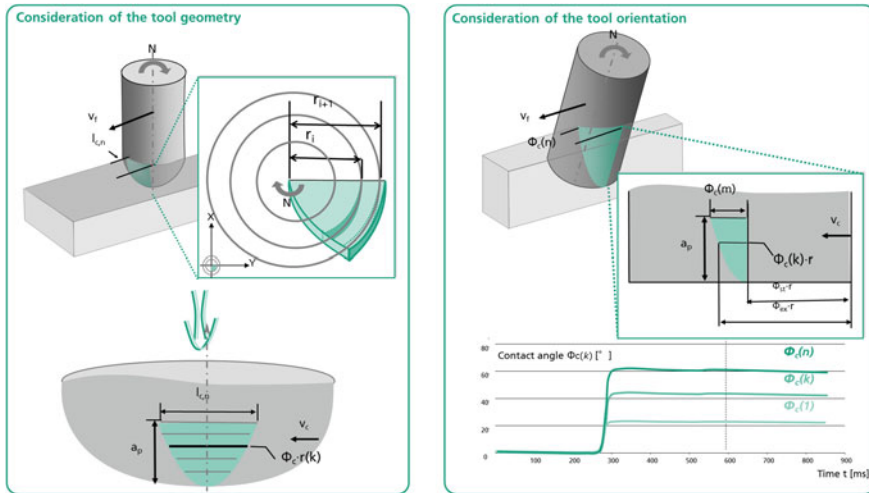 Consideration of the tool geometry
N
v_f
l_c,n
r_i+1
r_i
N
X
Y
l_c,n
a_p
v_c
Φ_c·r(k)
Consideration of the tool orientation
N
v_f
Φ_c(n)
Φ_c(m)
v_c
a_p
Φ_c(k)·r
Φ_st·r
Φ_ex·r
Contact angle Φc(k) [° ]
80
60
40
20
0
Φ_c(n)
Φ_c(k)
Φ_c(1)
100 200 300 400 500 600 700 800 900
Time t [ms]